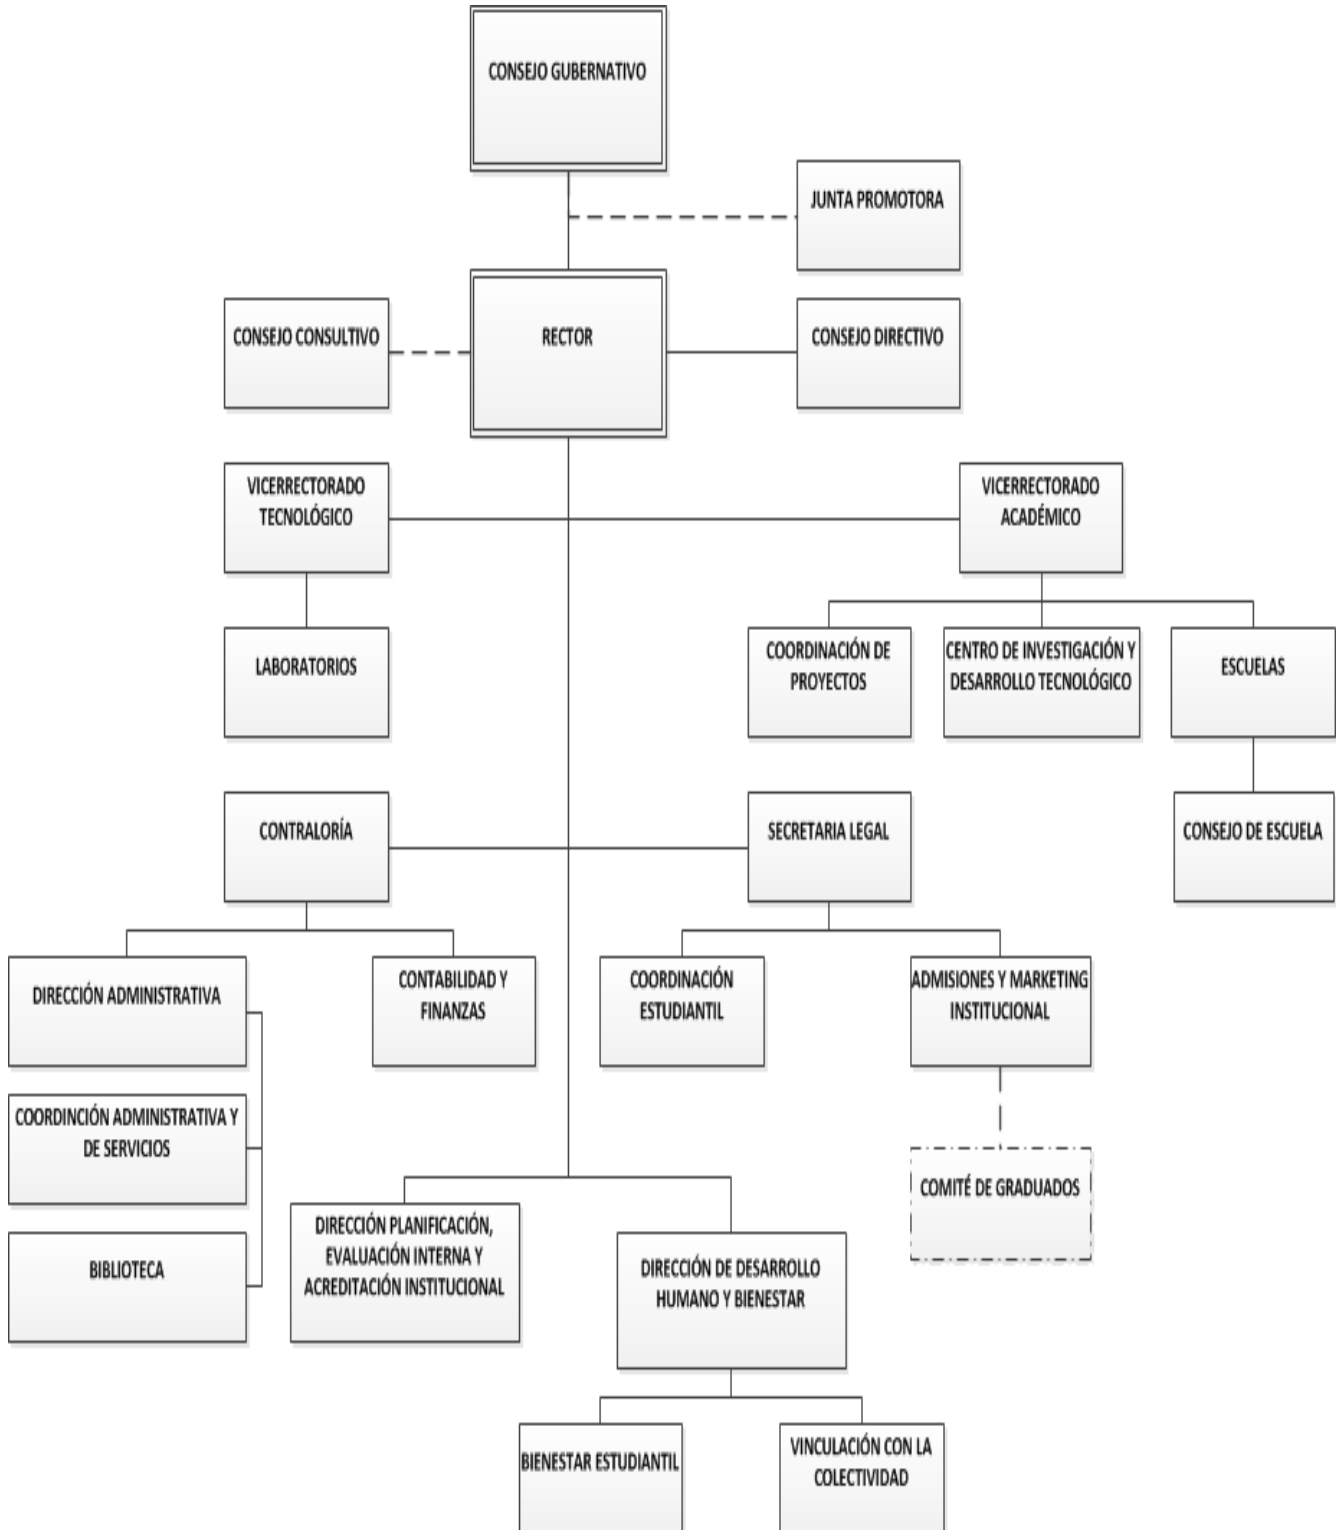 CONSEJO GUBERNATIVO
JUNTA PROMOTORA
CONSEJO CONSULTIVO
RECTOR
CONSEJO DIRECTIVO
VICERRECTORADO
TECNOLÓGICO
VICERRECTORADO
ACADÉMICO
LABORATORIOS
COORDINACIÓN DE
PROYECTOS
CENTRO DE INVESTIGACIÓN Y
DESARROLLO TECNOLÓGICO
ESCUELAS
CONTRALORÍA
SECRETARIA LEGAL
CONSEJO DE ESCUELA
DIRECCIÓN ADMINISTRATIVA
CONTABILIDAD Y
FINANZAS
COORDINACIÓN
ESTUDIANTIL
ADMISIONES Y MARKETING
INSTITUCIONAL
COORDINCIÓN ADMINISTRATIVA Y
DE SERVICIOS
COMITÉ DE GRADUADOS
BIBLIOTECA
DIRECCIÓN PLANIFICACIÓN,
EVALUACIÓN INTERNA Y
ACREDITACIÓN INSTITUCIONAL
DIRECCIÓN DE DESARROLLO
HUMANO Y BIENESTAR
BIENESTAR ESTUDIANTIL
VINCULACIÓN CON LA
COLECTIVIDAD